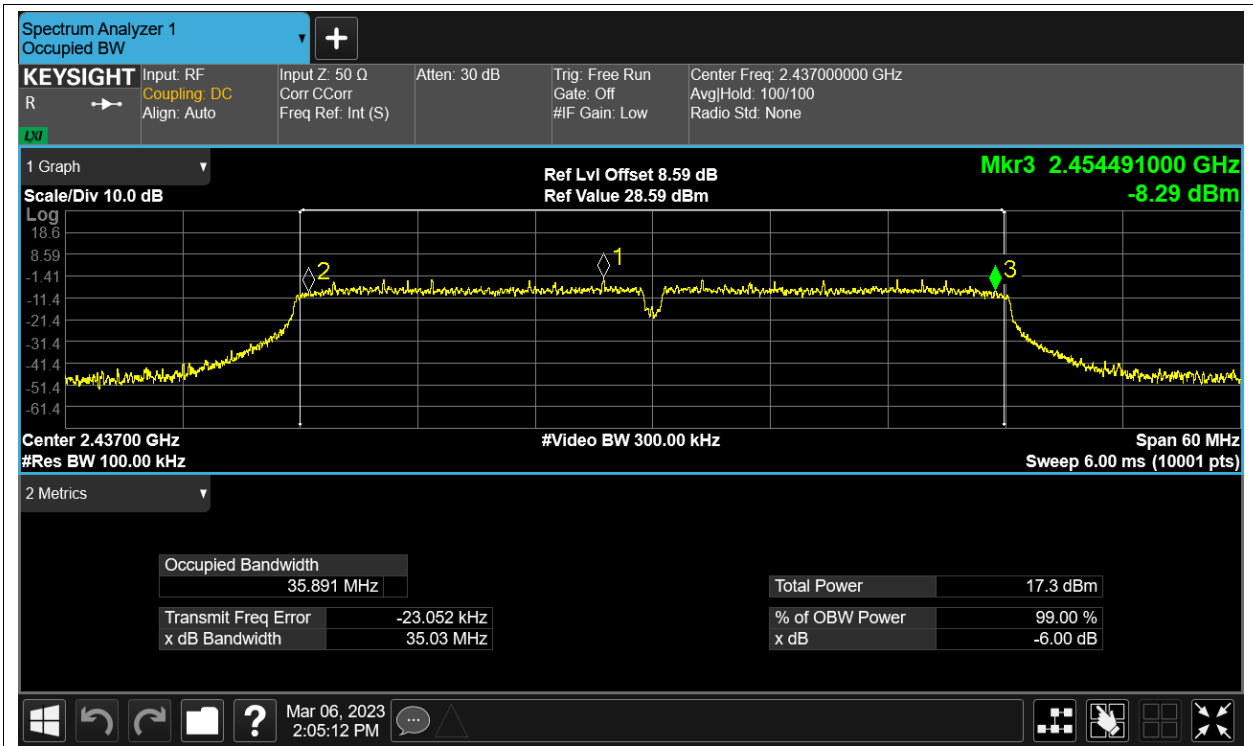 Spectrum Analyzer 1
Occupied BW
KEYSIGHT
R
LXI
Input: RF
Coupling: DC
Align: Auto
Input Z: 50 Ω
Corr CCorr
Freq Ref: Int (S)
Atten: 30 dB
Trig: Free Run
Gate: Off
#IF Gain: Low
Center Freq: 2.437000000 GHz
Avg|Hold: 100/100
Radio Std: None
1 Graph
Scale/Div 10.0 dB
Ref Lvl Offset 8.59 dB
Ref Value 28.59 dBm
Mkr3 2.454491000 GHz
-8.29 dBm
Log
18.6
8.59
-1.41
-11.4
-21.4
-31.4
-41.4
-51.4
-61.4
2
1
3
Center 2.43700 GHz
#Res BW 100.00 kHz
#Video BW 300.00 kHz
Span 60 MHz
Sweep 6.00 ms (10001 pts)
2 Metrics
Occupied Bandwidth
35.891 MHz
Transmit Freq Error -23.052 kHz
x dB Bandwidth 35.03 MHz
Total Power 17.3 dBm
% of OBW Power 99.00 %
x dB -6.00 dB
?
Mar 06, 2023
2:05:12 PM